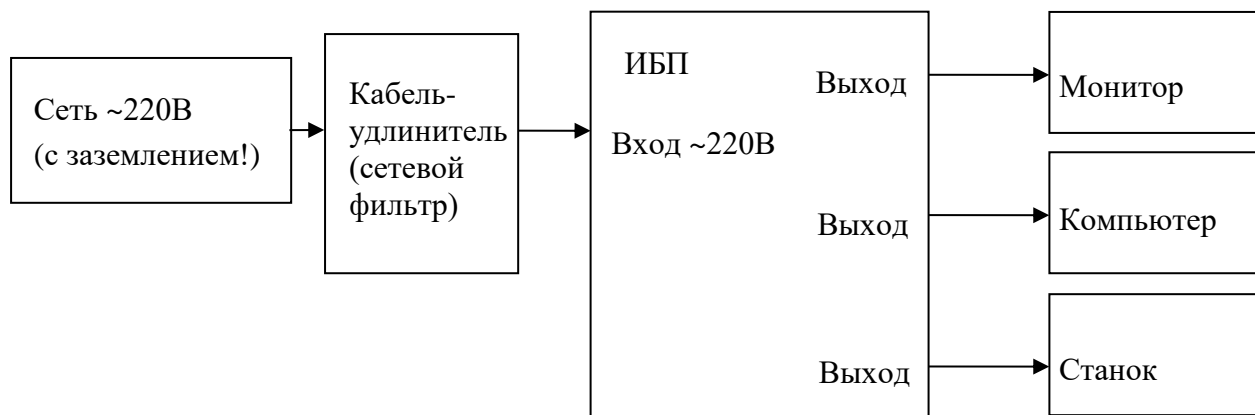 Сеть ~220В
(с заземлением!)
Кабель-
удлинитель
(сетевой
фильтр)
ИБП
Вход ~220В
Выход
Выход
Выход
Монитор
Компьютер
Станок